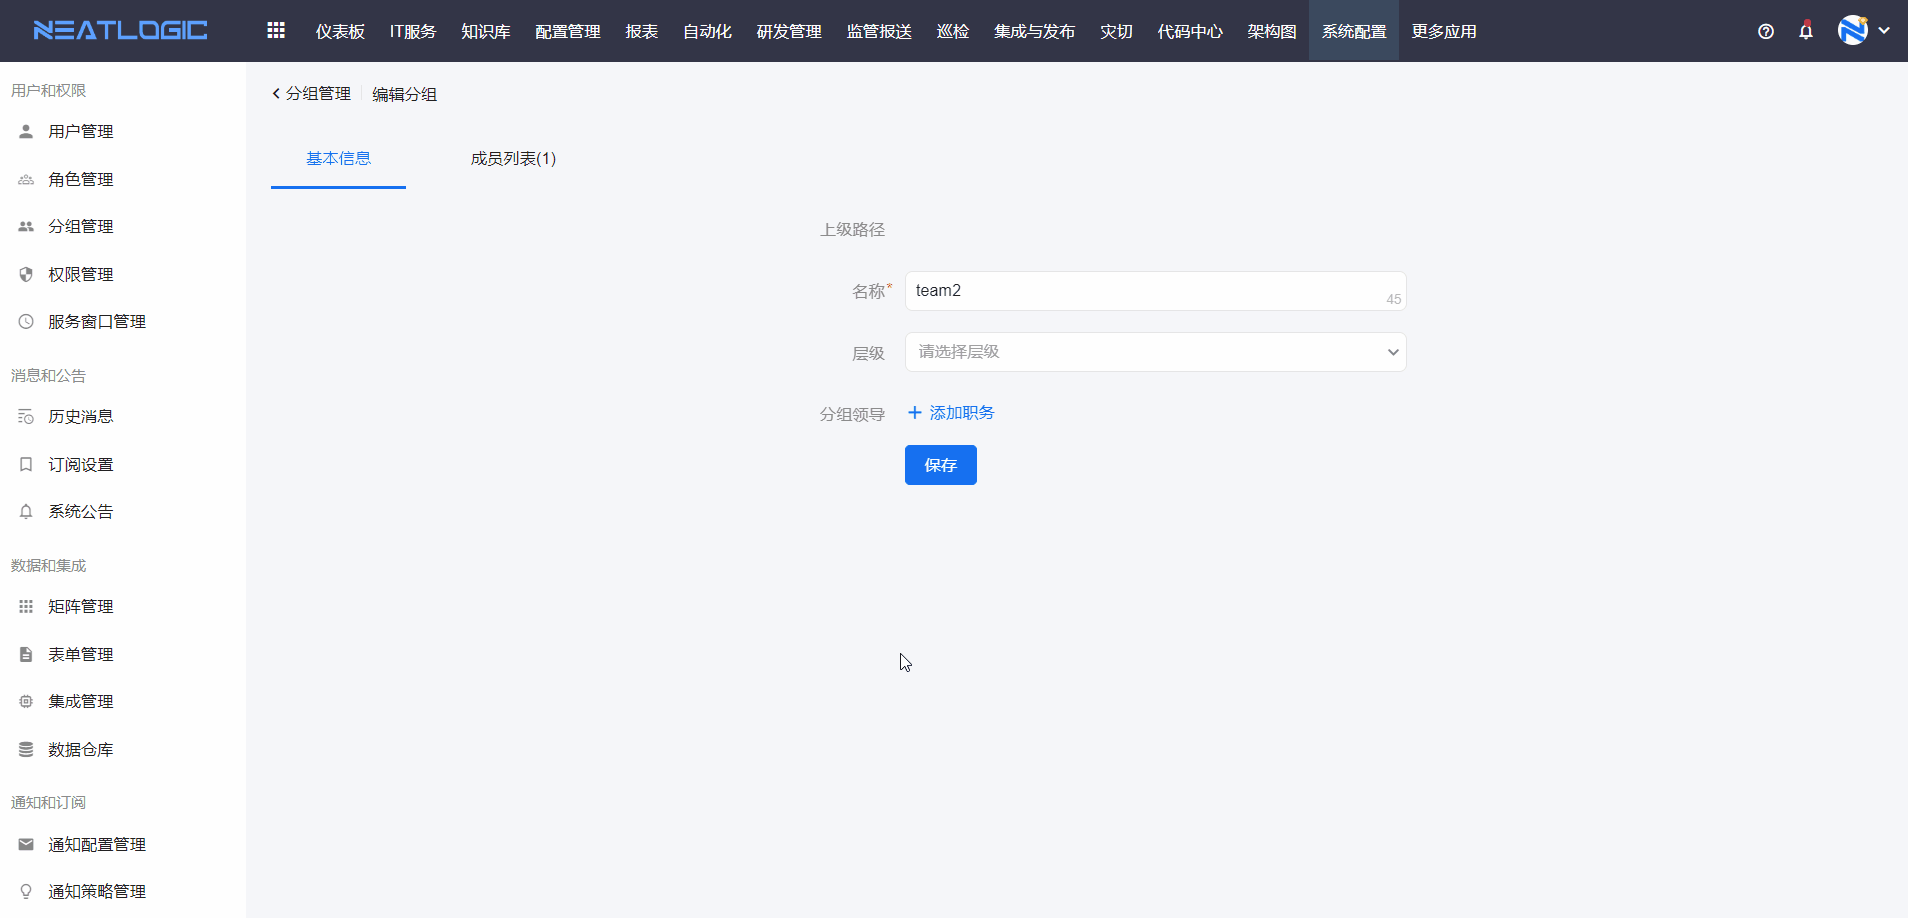 NEATLOGIC
仪表板 IT服务 知识库 配置管理 报表 自动化 研发管理 监管报送 巡检 集成与发布 灾切 代码中心 架构图 系统配置 更多应用
用户和权限
用户管理
角色管理
分组管理
权限管理
服务窗口管理
消息和公告
历史消息
订阅设置
系统公告
数据和集成
矩阵管理
表单管理
集成管理
数据仓库
通知和订阅
通知配置管理
通知策略管理
分组管理 编辑分组
基本信息 成员列表(1)
上级路径
名称* team2 45
层级 请选择层级
分组领导 添加职务
保存